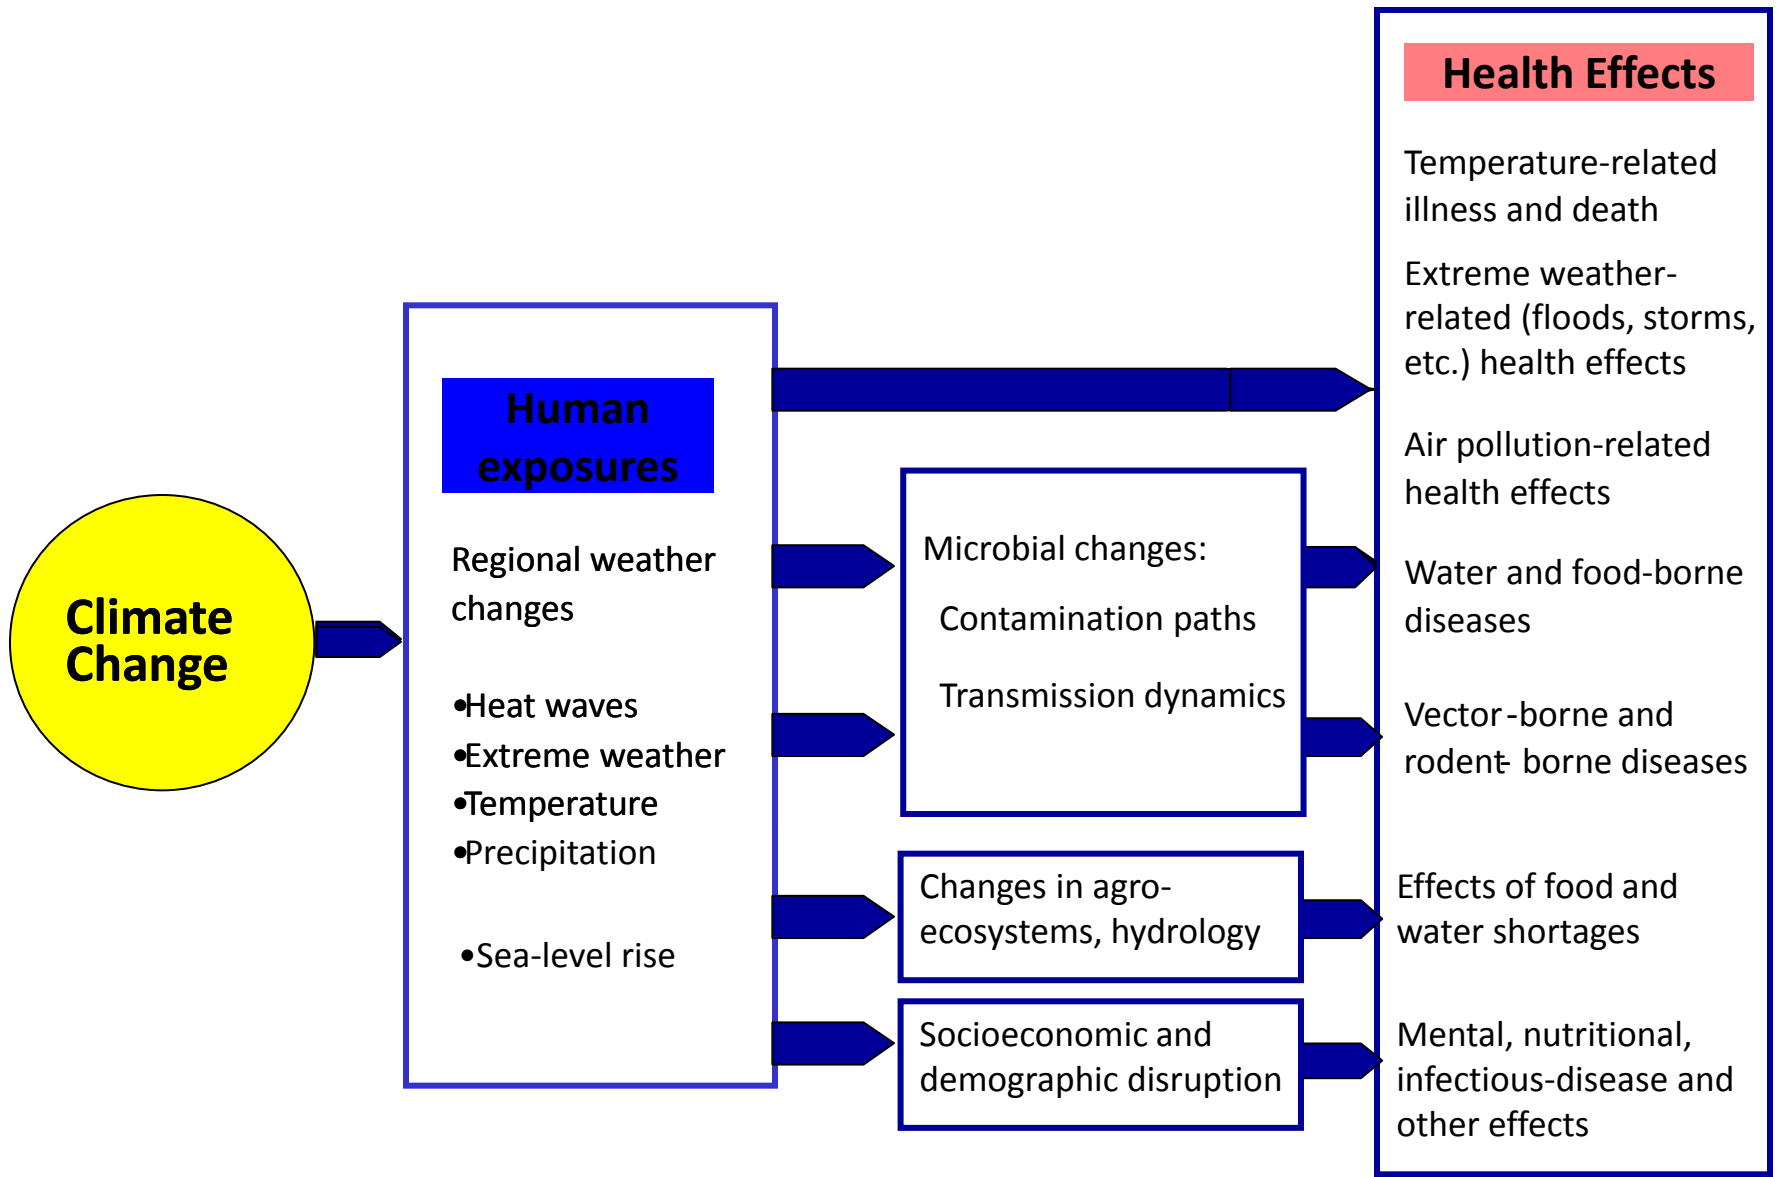 Climate
Change
Human
exposures
Regional weather
changes
•Heat waves
•Extreme weather
•Temperature
•Precipitation
•Sea-level rise
Microbial changes:
Contamination paths
Transmission dynamics
Changes in agro-
ecosystems, hydrology
Socioeconomic and
demographic disruption
Health Effects
Temperature-related
illness and death
Extreme weather-
related (floods, storms,
etc.) health effects
Air pollution-related
health effects
Water and food-borne
diseases
Vector-borne and
rodent- borne diseases
Effects of food and
water shortages
Mental, nutritional,
infectious-disease and
other effects